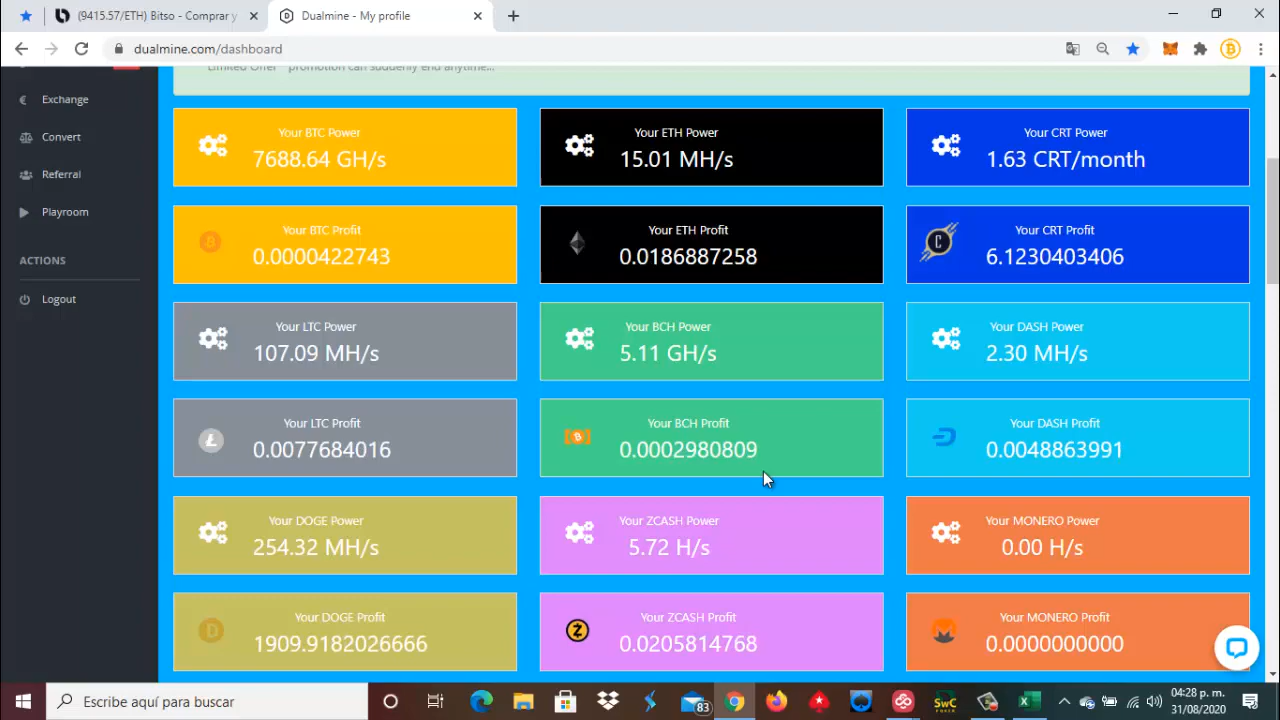 (9415.57/ETH) Bitso - Comprar y
Dualmine - My profile
dualmine.com/dashboard
Limited Offer - promotion can suddenly end anytime...
Exchange
Convert
Referral
Playroom
ACTIONS
Logout
Your BTC Power
7688.64 GH/s
Your ETH Power
15.01 MH/s
Your CRT Power
1.63 CRT/month
Your BTC Profit
0.0000422743
Your ETH Profit
0.0186887258
Your CRT Profit
6.1230403406
Your LTC Power
107.09 MH/s
Your BCH Power
5.11 GH/s
Your DASH Power
2.30 MH/s
Your LTC Profit
0.0077684016
Your BCH Profit
0.0002980809
Your DASH Profit
0.0048863991
Your DOGE Power
254.32 MH/s
Your ZCASH Power
5.72 H/s
Your MONERO Power
0.00 H/s
Your DOGE Profit
1909.9182026666
Your ZCASH Profit
0.0205814768
Your MONERO Profit
0.0000000000
Escribe aquí para buscar
83
SwC
04:28 p. m.
31/08/2020